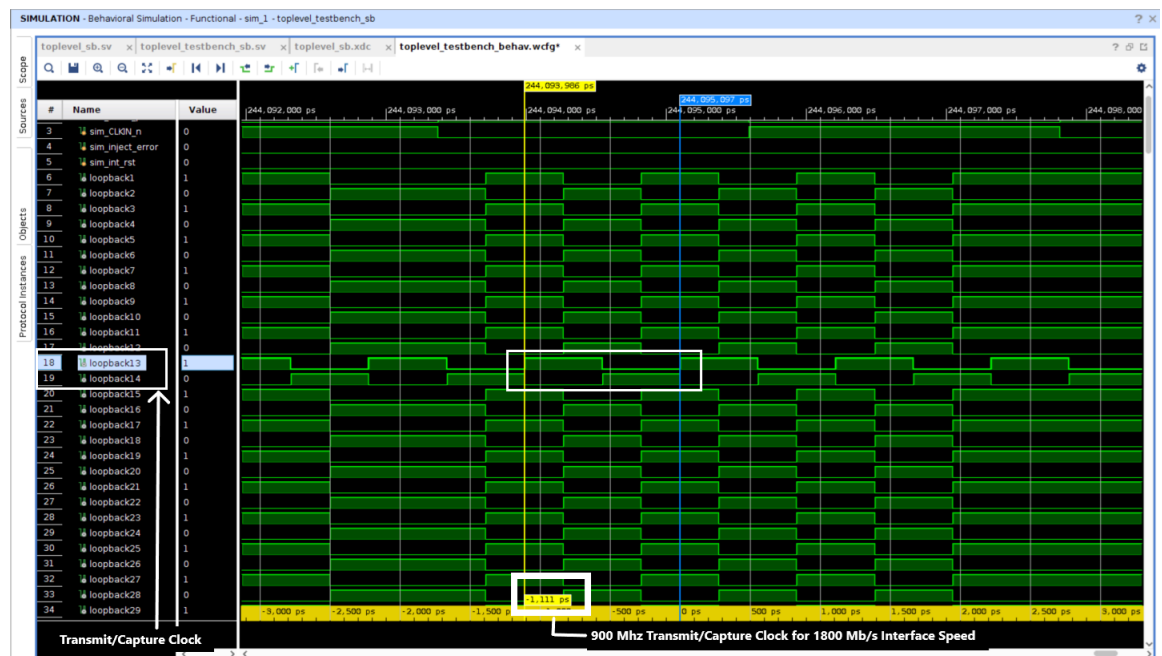 SIMULATION - Behavioral Simulation - Functional - sim_1 - toplevel_testbench_sb
? ×
toplevel_sb.sv × toplevel_testbench_sb.sv × toplevel_sb.xdc × toplevel_testbench_behav.wcfg* ×
?
Scope
Sources
Objects
Protocol Instances
244,093,986 ps
244,095,097 ps
# Name Value
244,092,000 ps 244,093,000 ps 244,094,000 ps 244,095,000 ps 244,096,000 ps 244,097,000 ps 244,098,000
3 sim_CLKIN_n 0
4 sim_inject_error 0
5 sim_int_rst 0
6 loopback1 1
7 loopback2 0
8 loopback3 1
9 loopback4 0
10 loopback5 1
11 loopback6 0
12 loopback7 1
13 loopback8 0
14 loopback9 1
15 loopback10 0
16 loopback11 1
17 loopback12 0
18 loopback13 1
19 loopback14 0
20 loopback15 1
21 loopback16 0
22 loopback17 1
23 loopback18 0
24 loopback19 1
25 loopback20 0
26 loopback21 1
27 loopback22 0
28 loopback23 1
29 loopback24 0
30 loopback25 1
31 loopback26 0
32 loopback27 1
33 loopback28 0
34 loopback29 1
-1,111 ps
-3,000 ps -2,500 ps -2,000 ps -1,500 ps -500 ps 0 ps 500 ps 1,000 ps 1,500 ps 2,000 ps 2,500 ps 3,000 ps
Transmit/Capture Clock
900 Mhz Transmit/Capture Clock for 1800 Mb/s Interface Speed